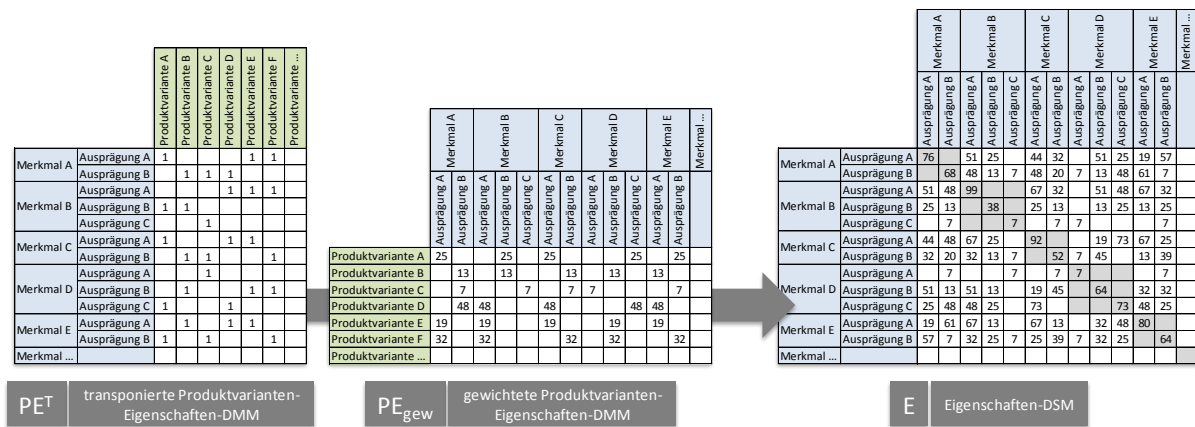 Produktvariante A
Produktvariante B
Produktvariante C
Produktvariante D
Produktvariante E
Produktvariante F
Produktvariante ...
Merkmal A Ausprägung A 1 1 1
Ausprägung B 1 1 1
Merkmal B Ausprägung A 1 1 1
Ausprägung B 1 1
Ausprägung C 1
Merkmal C Ausprägung A 1 1 1
Ausprägung B 1 1 1
Merkmal D Ausprägung A 1
Ausprägung B 1 1 1
Ausprägung C 1 1
Merkmal E Ausprägung A 1 1 1
Ausprägung B 1 1 1
Merkmal ...
PET transponierte Produktvarianten-
Eigenschaften-DMM
Merkmal A
Merkmal B
Merkmal C
Merkmal D
Merkmal E
Merkmal ...
Ausprägung A
Ausprägung B
Ausprägung A
Ausprägung B
Ausprägung C
Ausprägung A
Ausprägung B
Ausprägung A
Ausprägung B
Ausprägung C
Ausprägung A
Ausprägung B
Produktvariante A 25 25 25 25 25
Produktvariante B 13 13 13 13 13
Produktvariante C 7 7 7 7 7
Produktvariante D 48 48 48 48 48
Produktvariante E 19 19 19 19 19
Produktvariante F 32 32 32 32 32
Produktvariante ...
PEgew gewichtete Produktvarianten-
Eigenschaften-DMM
Merkmal A
Merkmal B
Merkmal C
Merkmal D
Merkmal E
Merkmal ...
Ausprägung A
Ausprägung B
Ausprägung A
Ausprägung B
Ausprägung C
Ausprägung A
Ausprägung B
Ausprägung A
Ausprägung B
Ausprägung C
Ausprägung A
Ausprägung B
Merkmal A Ausprägung A 76 51 25 44 32 51 25 19 57
Ausprägung B 68 48 13 7 48 20 7 13 48 61 7
Merkmal B Ausprägung A 51 48 99 67 32 51 48 67 32
Ausprägung B 25 13 38 25 13 13 25 13 25
Ausprägung C 7 7 7 7 7
Merkmal C Ausprägung A 44 48 67 25 92 19 73 67 25
Ausprägung B 32 20 32 13 7 52 7 45 13 39
Merkmal D Ausprägung A 7 7 7 7 7
Ausprägung B 51 13 51 13 19 45 64 32 32
Ausprägung C 25 48 48 25 73 73 48 25
Merkmal E Ausprägung A 19 61 67 13 67 13 32 48 80
Ausprägung B 57 7 32 25 7 25 39 7 32 25 64
Merkmal ...
E Eigenschaften-DSM